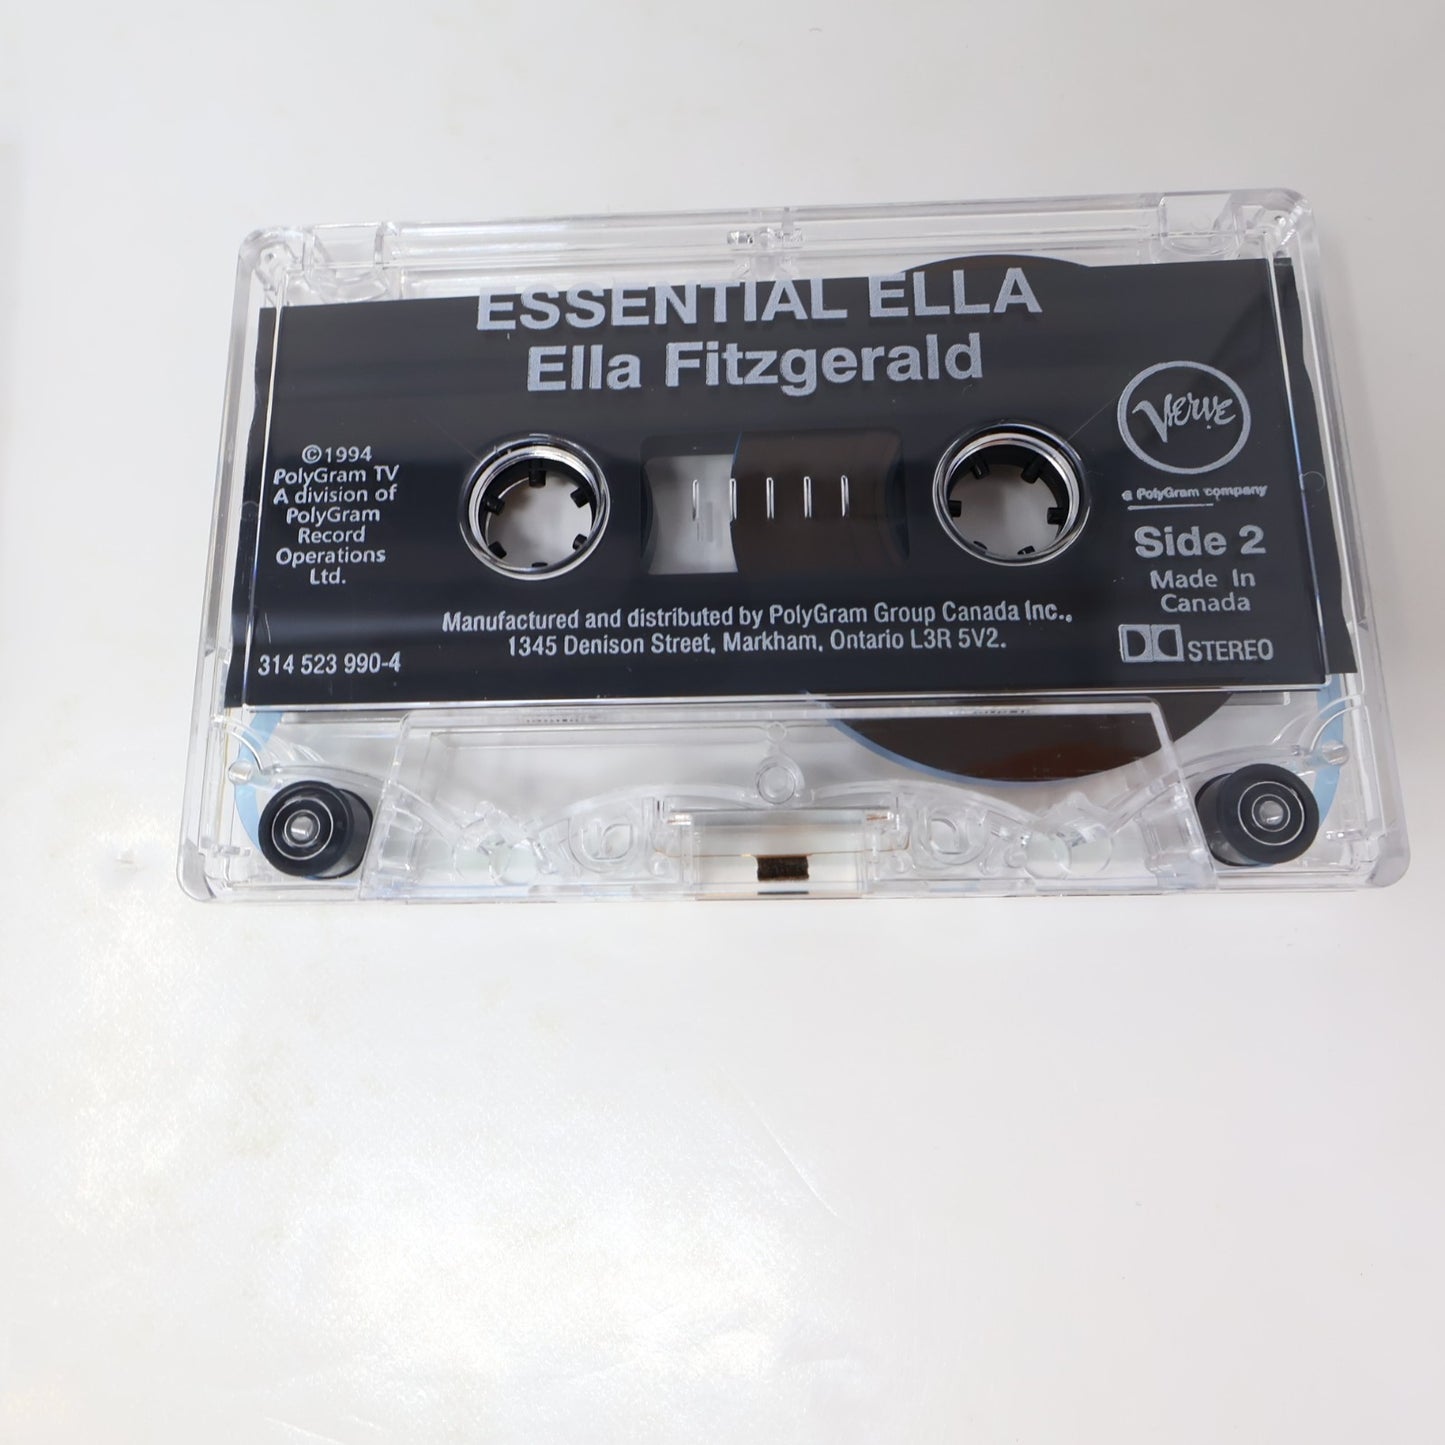 ESSENTIAL ELLA
Ella Fitzgerald
©1994
PolyGram TV
A division of
PolyGram
Record
Operations
Ltd.
314 523 990-4
VERVE
a PolyGram company
Side 2
Made In
Canada
STEREO
Manufactured and distributed by PolyGram Group Canada Inc.,
1345 Denison Street, Markham, Ontario L3R 5V2.